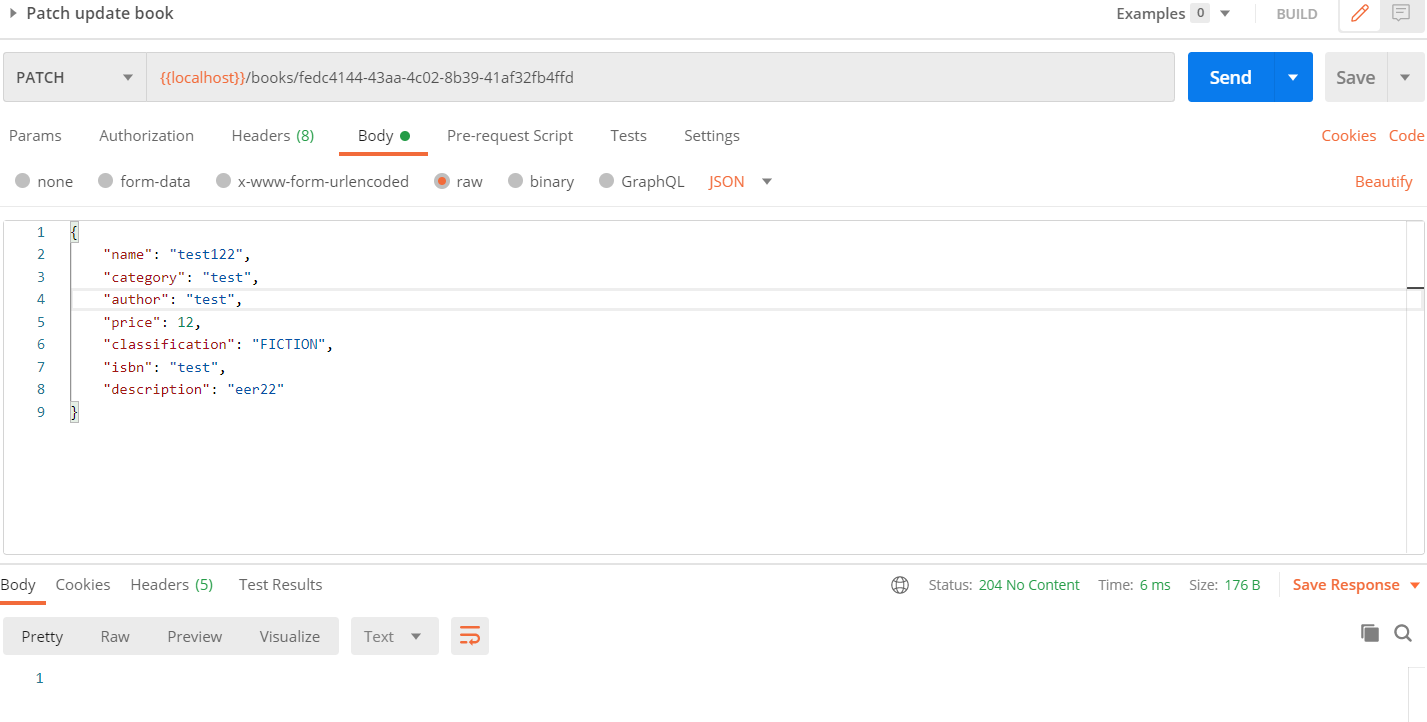 Patch update book Examples 0 BUILD
PATCH {{localhost}}/books/fedc4144-43aa-4c02-8b39-41af32fb4ffd Send Save
Params Authorization Headers (8) Body Pre-request Script Tests Settings Cookies Code
none form-data x-www-form-urlencoded raw binary GraphQL JSON Beautify
1 {
2 "name": "test122",
3 "category": "test",
4 "author": "test",
5 "price": 12,
6 "classification": "FICTION",
7 "isbn": "test",
8 "description": "eer22"
9 }
Body Cookies Headers (5) Test Results Status: 204 No Content Time: 6 ms Size: 176 B Save Response
Pretty Raw Preview Visualize Text
1